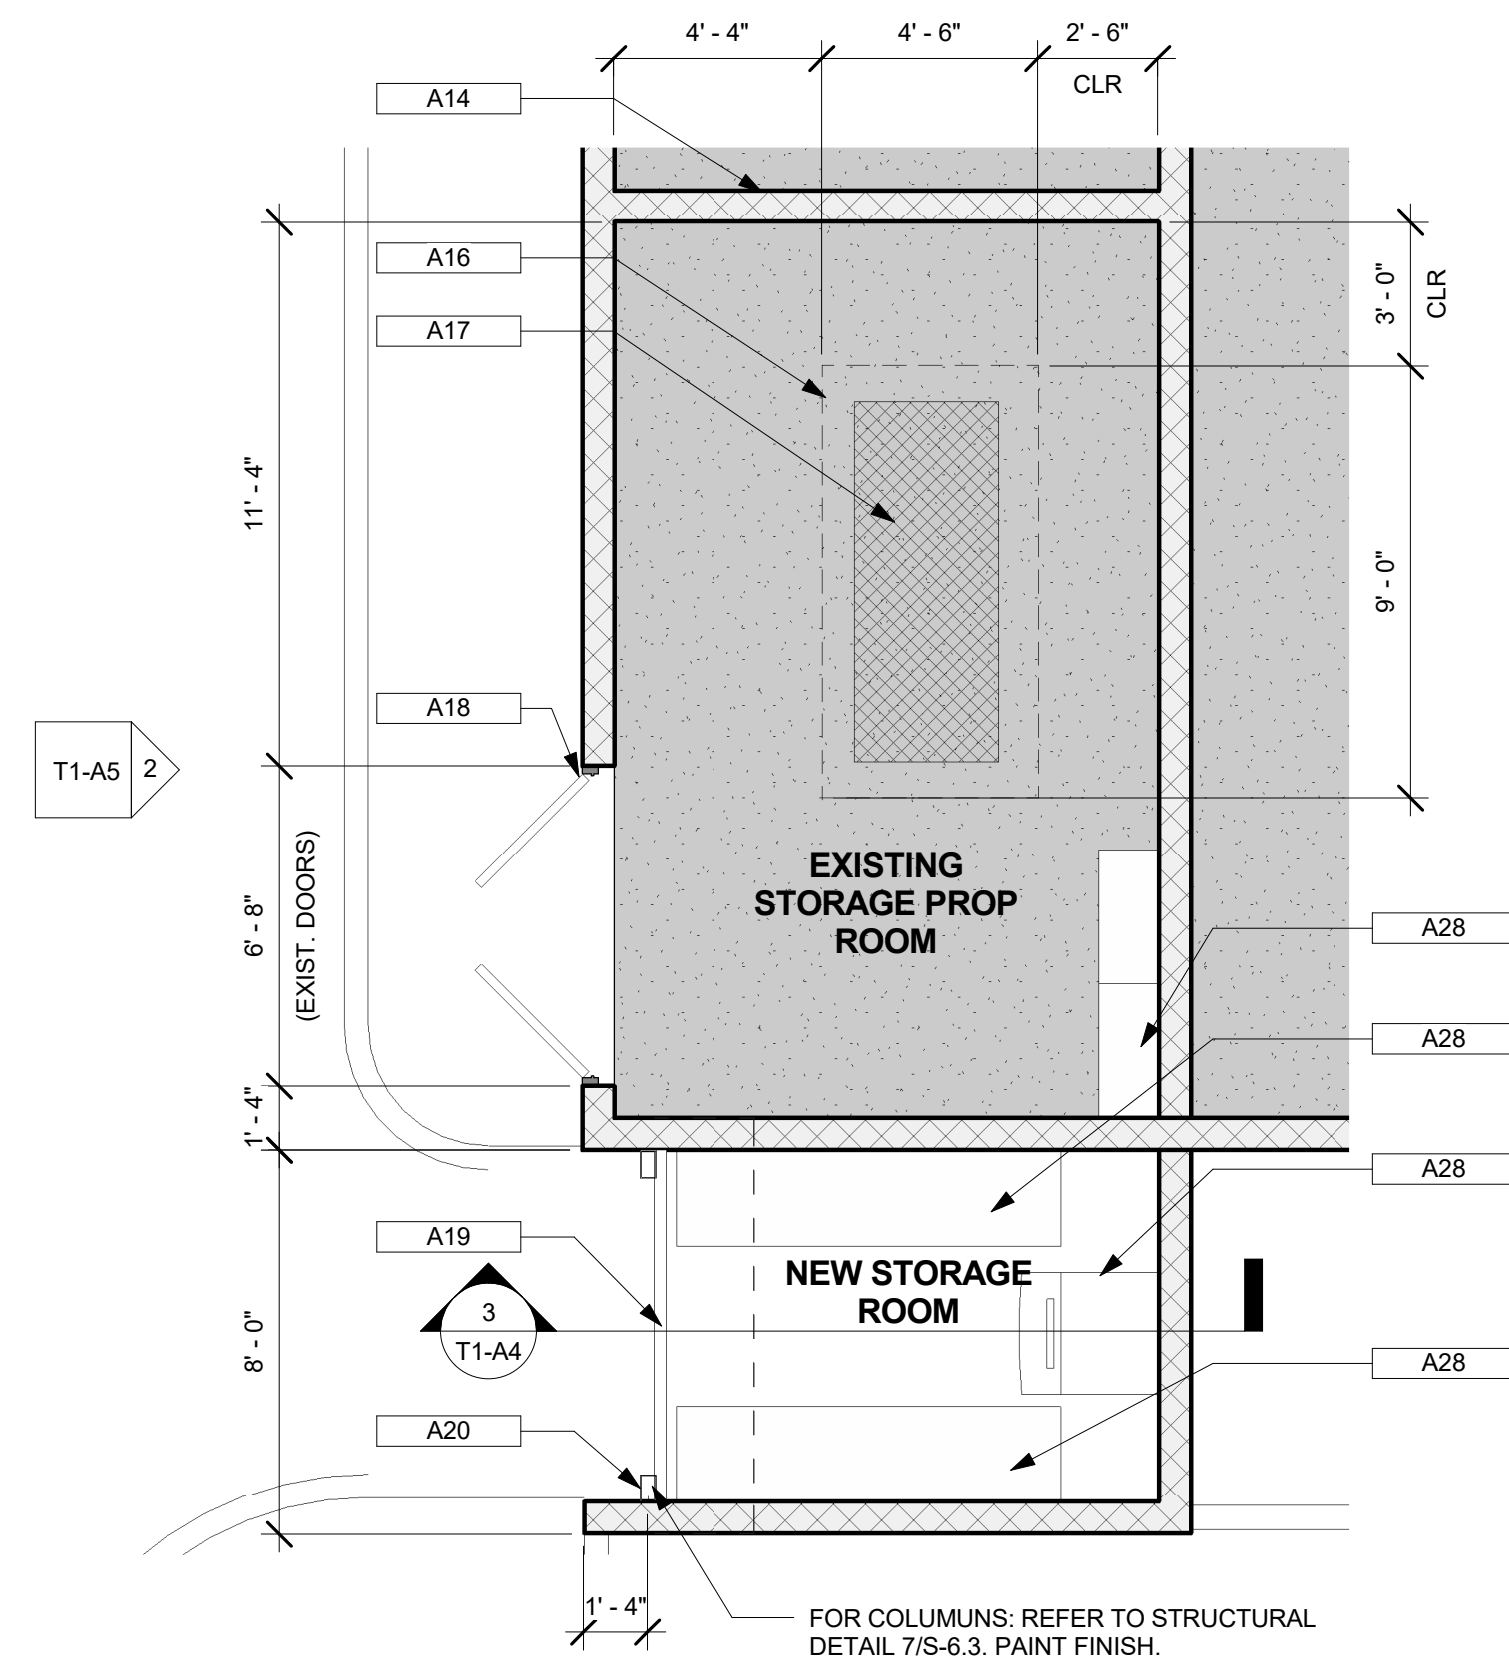 4' - 4"
4' - 6"
2' - 6"
CLR
A14
A16
A17
3' - 0"
CLR
11' - 4"
9' - 0"
A18
T1-A5
2
(EXIST. DOORS)
6' - 8"
EXISTING
STORAGE PROP
ROOM
A28
A28
1' - 4"
A28
A19
NEW STORAGE
ROOM
3
T1-A4
8' - 0"
A28
A20
1' - 4"
FOR COLUMUNS: REFER TO STRUCTURAL
DETAIL 7/S-6.3. PAINT FINISH.